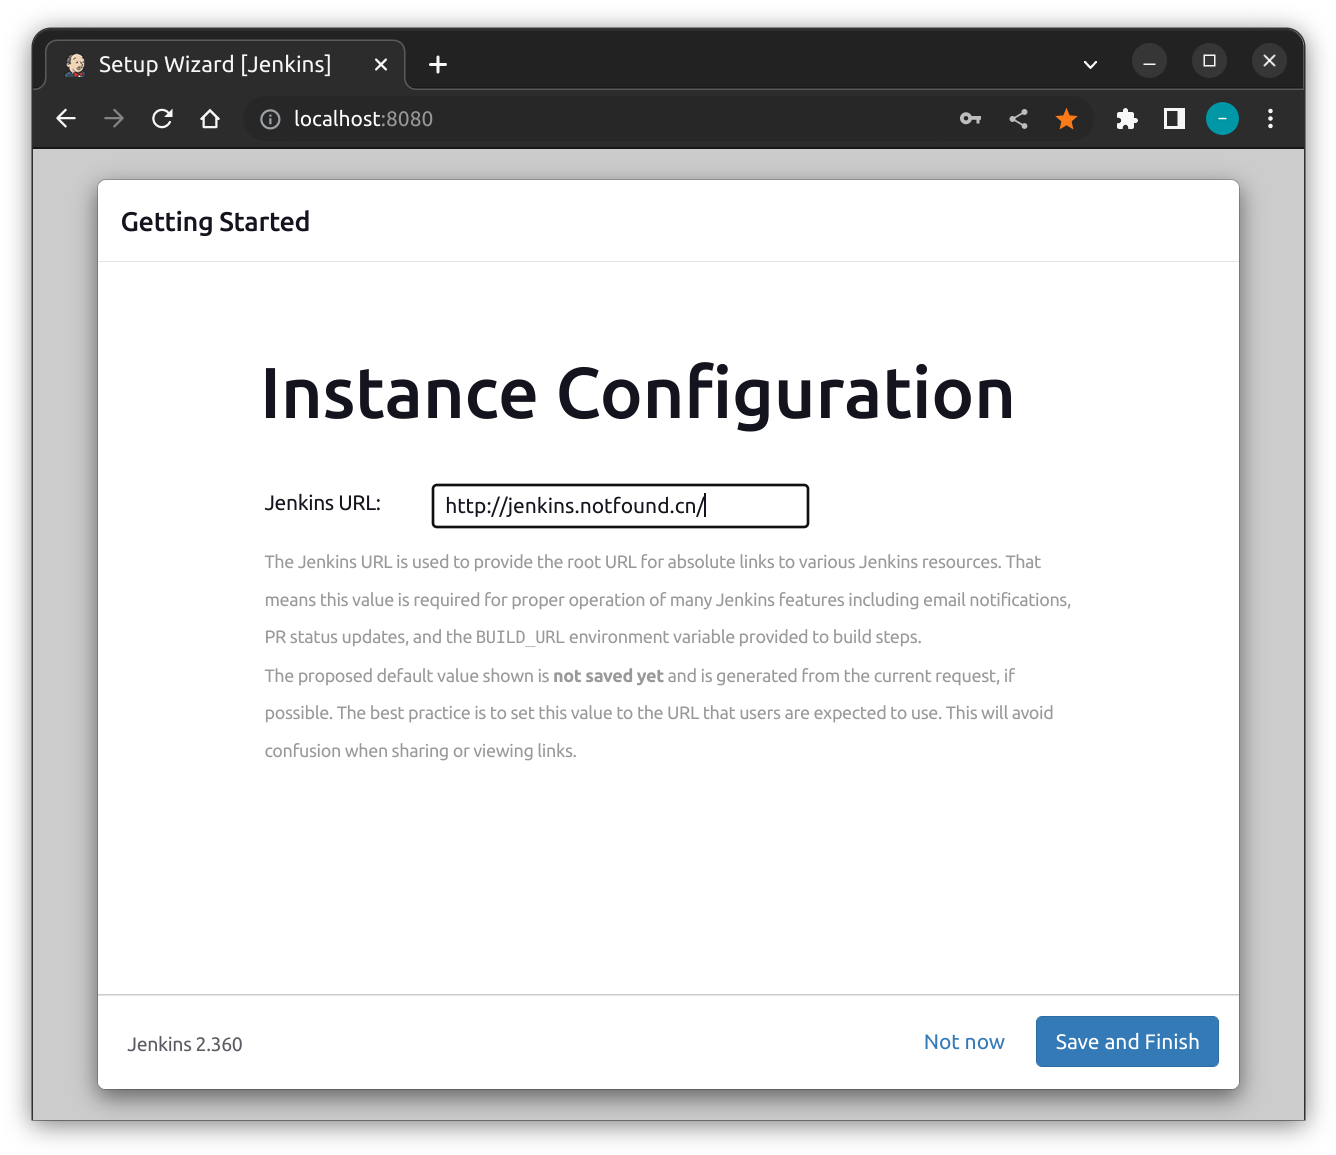 Setup Wizard [Jenkins]
localhost:8080
Getting Started
Instance Configuration
Jenkins URL: http://jenkins.notfound.cn/
The Jenkins URL is used to provide the root URL for absolute links to various Jenkins resources. That
means this value is required for proper operation of many Jenkins features including email notifications,
PR status updates, and the BUILD_URL environment variable provided to build steps.
The proposed default value shown is not saved yet and is generated from the current request, if
possible. The best practice is to set this value to the URL that users are expected to use. This will avoid
confusion when sharing or viewing links.
Jenkins 2.360 Not now Save and Finish